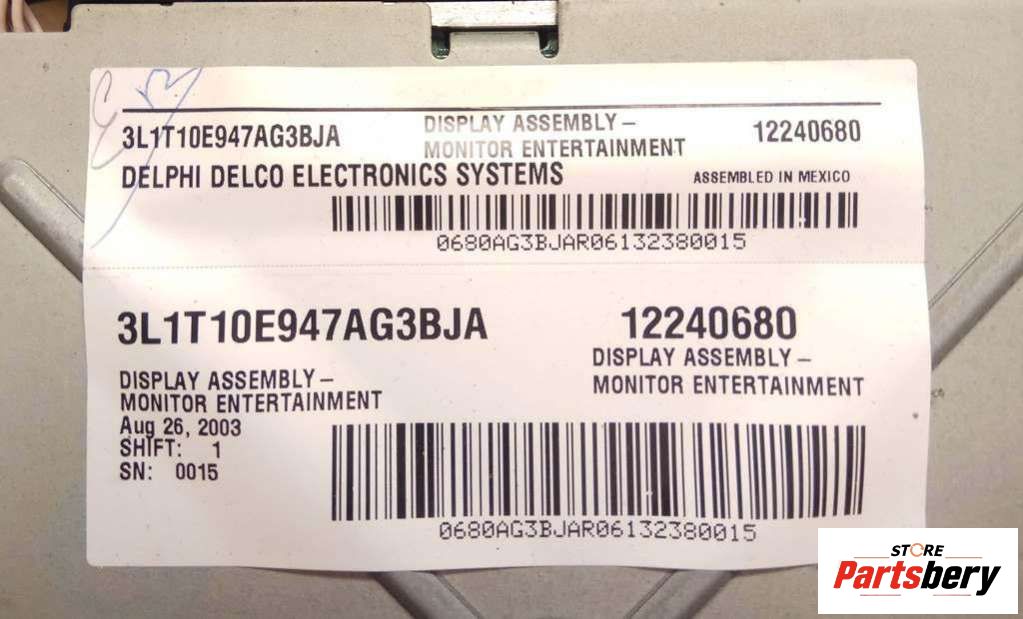 3L1T10E947AG3BJA
DISPLAY ASSEMBLY –
MONITOR ENTERTAINMENT
12240680
DELPHI DELCO ELECTRONICS SYSTEMS
ASSEMBLED IN MEXICO
0680AG3BJAR06132380015
3L1T10E947AG3BJA
12240680
DISPLAY ASSEMBLY –
MONITOR ENTERTAINMENT
DISPLAY ASSEMBLY –
MONITOR ENTERTAINMENT
Aug 26, 2003
SHIFT: 1
SN: 0015
0680AG3BJAR06132380015
STORE
Partsbery